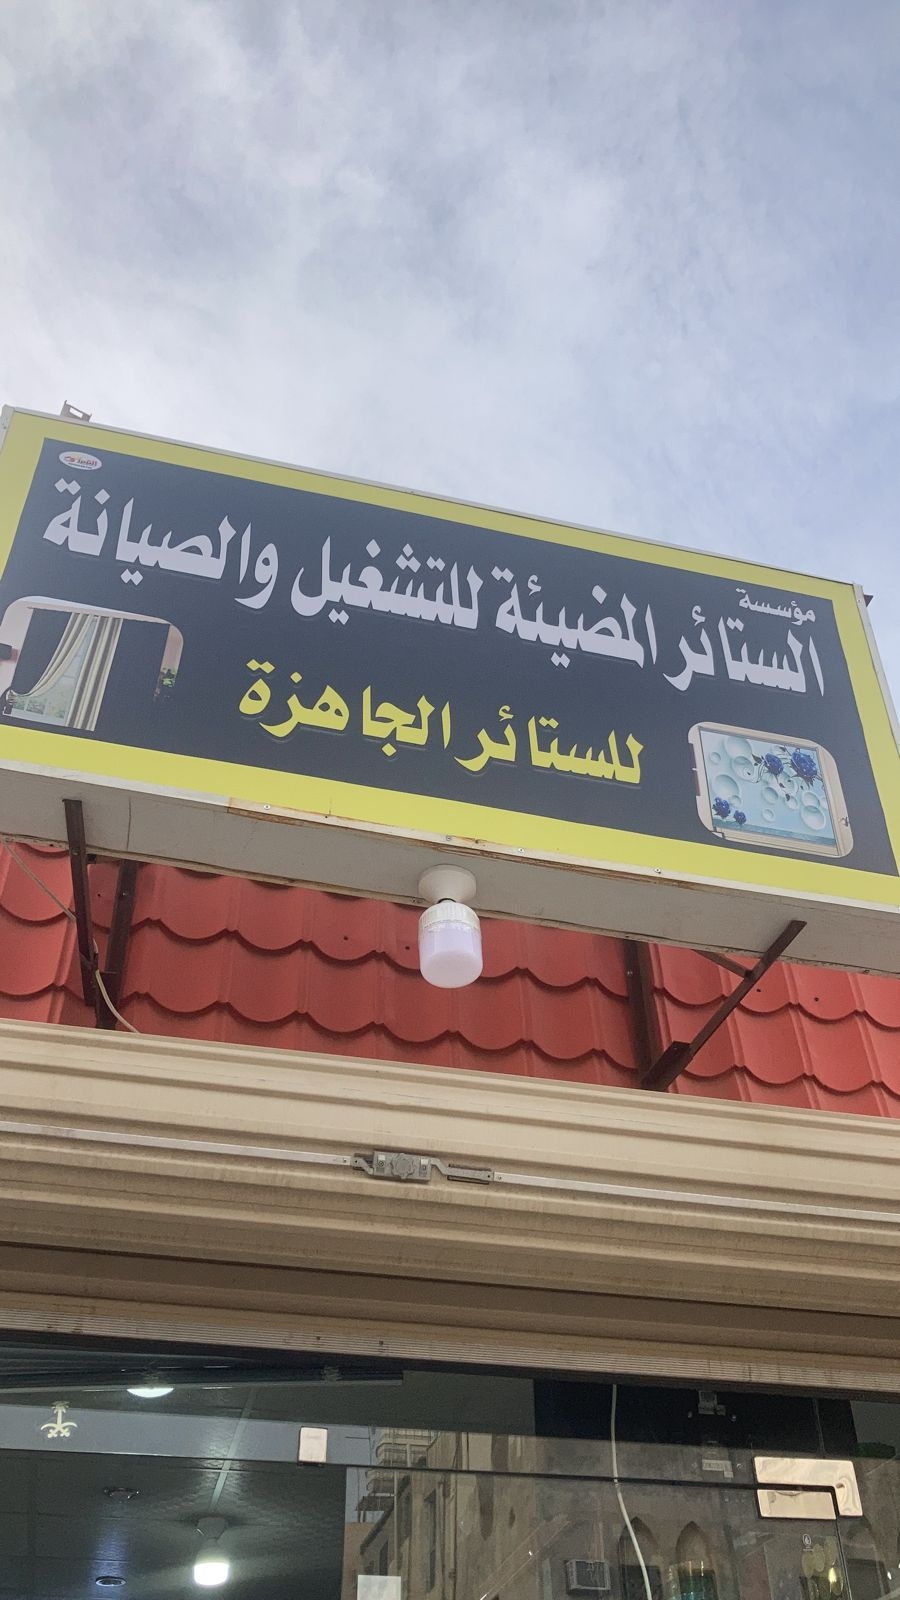 مؤسسة
الستائر المضيئة للتشغيل والصيانة
للستائر الجاهزة